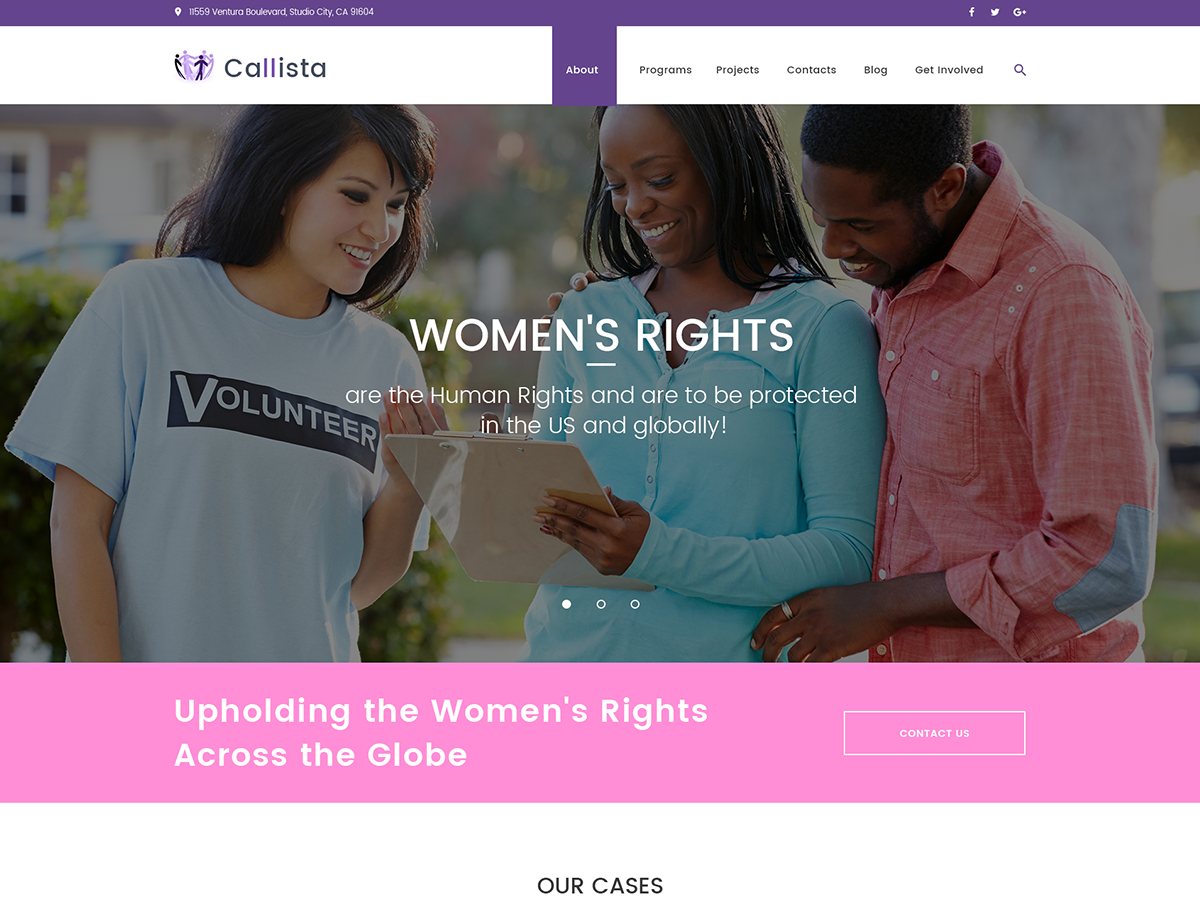 11559 Ventura Boulevard, Studio City, CA 91604
Callista
About Programs Projects Contacts Blog Get Involved
VOLUNTEER
WOMEN'S RIGHTS
are the Human Rights and are to be protected
in the US and globally!
Upholding the Women's Rights
Across the Globe
CONTACT US
OUR CASES